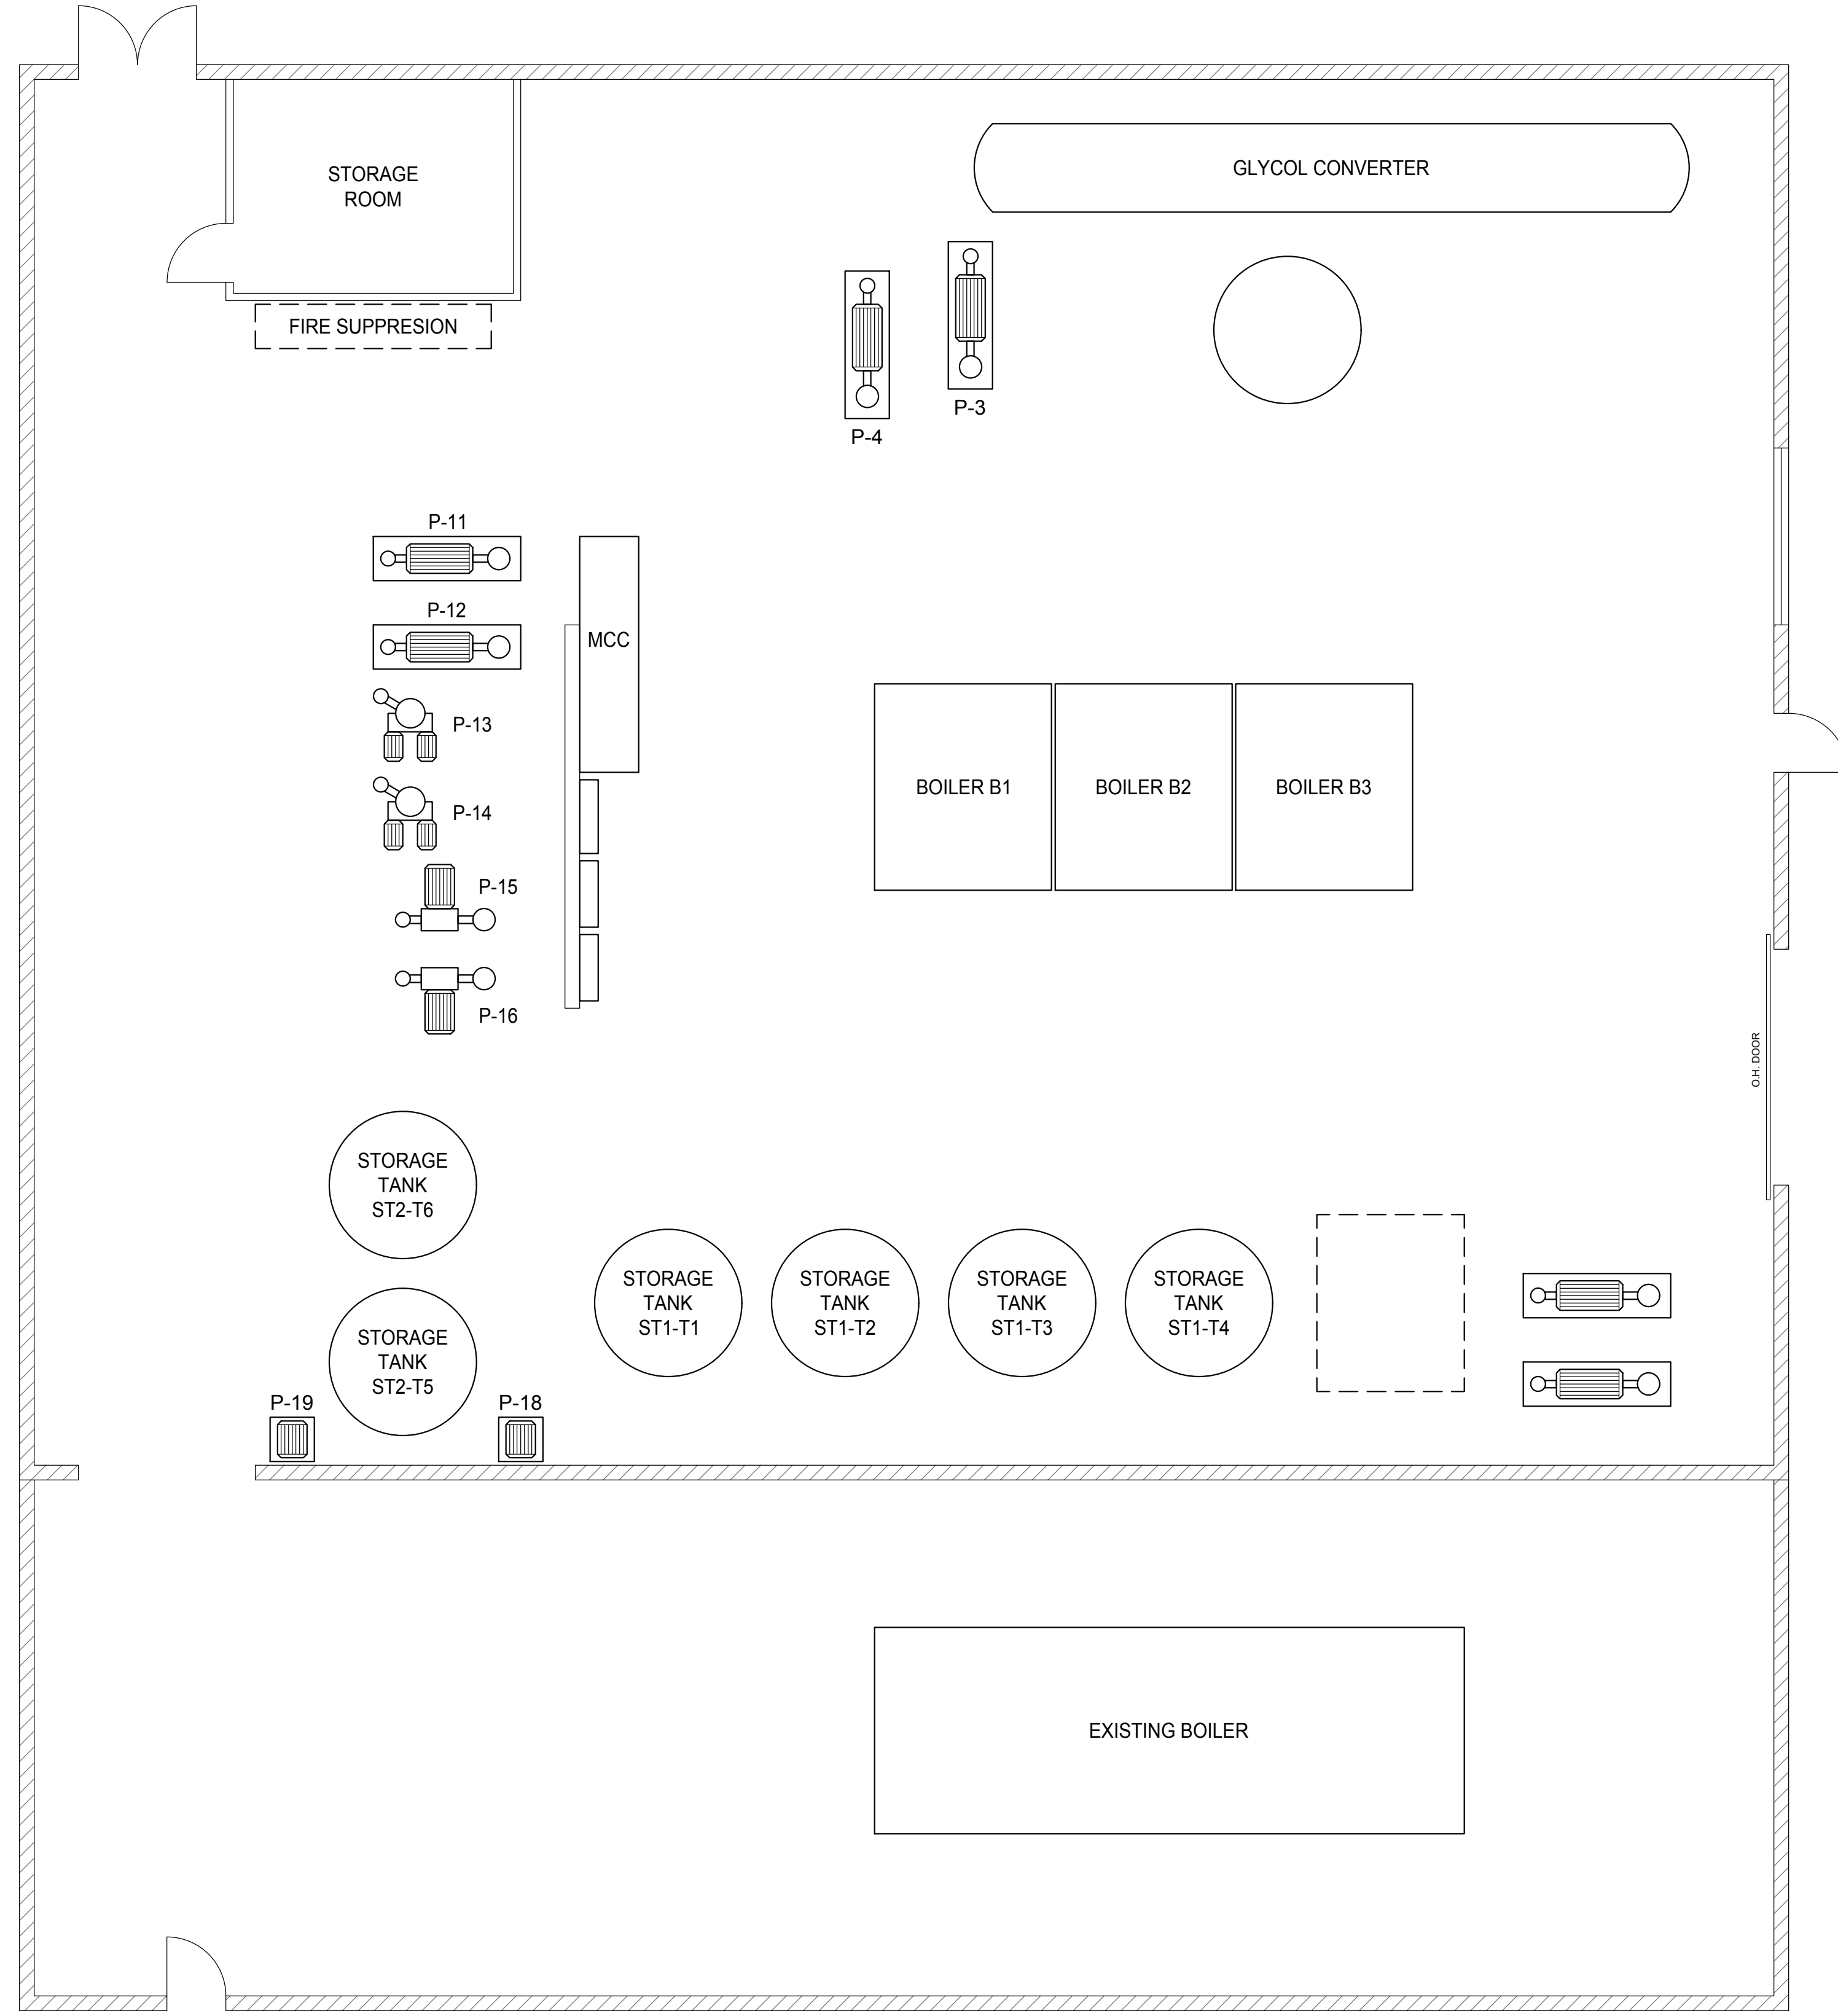 STORAGE
ROOM
GLYCOL CONVERTER
FIRE SUPPRESION
P-3
P-4
P-11
P-12
MCC
P-13
P-14
BOILER B1
BOILER B2
BOILER B3
P-15
P-16
O.H. DOOR
STORAGE
TANK
ST2-T6
STORAGE
TANK
ST1-T1
STORAGE
TANK
ST1-T2
STORAGE
TANK
ST1-T3
STORAGE
TANK
ST1-T4
STORAGE
TANK
ST2-T5
P-19
P-18
EXISTING BOILER